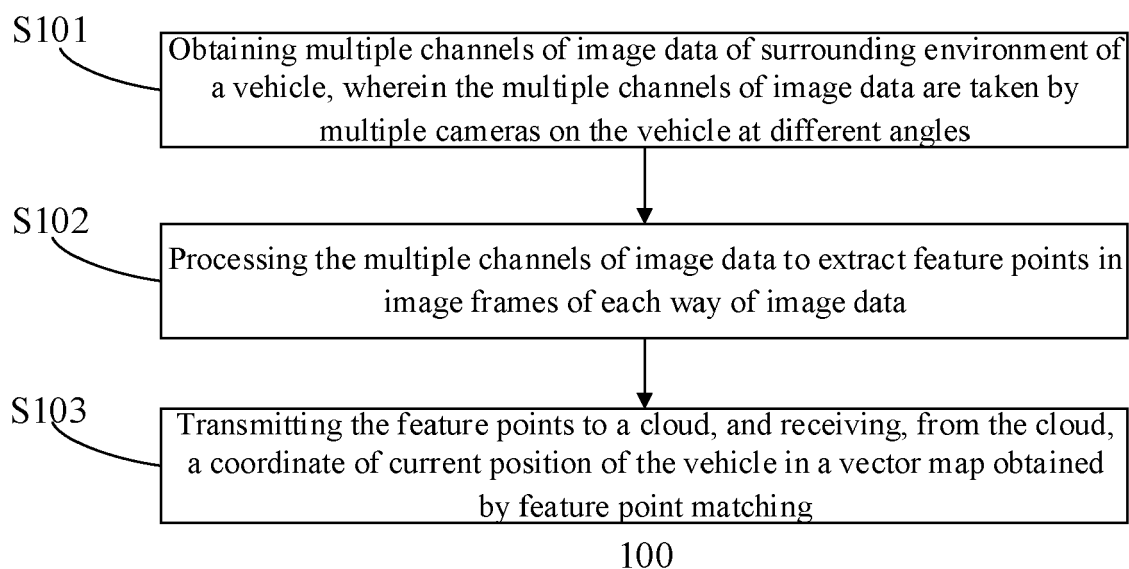 S101
Obtaining multiple channels of image data of surrounding environment of
a vehicle, wherein the multiple channels of image data are taken by
multiple cameras on the vehicle at different angles
S102
Processing the multiple channels of image data to extract feature points in
image frames of each way of image data
S103
Transmitting the feature points to a cloud, and receiving, from the cloud,
a coordinate of current position of the vehicle in a vector map obtained
by feature point matching
100